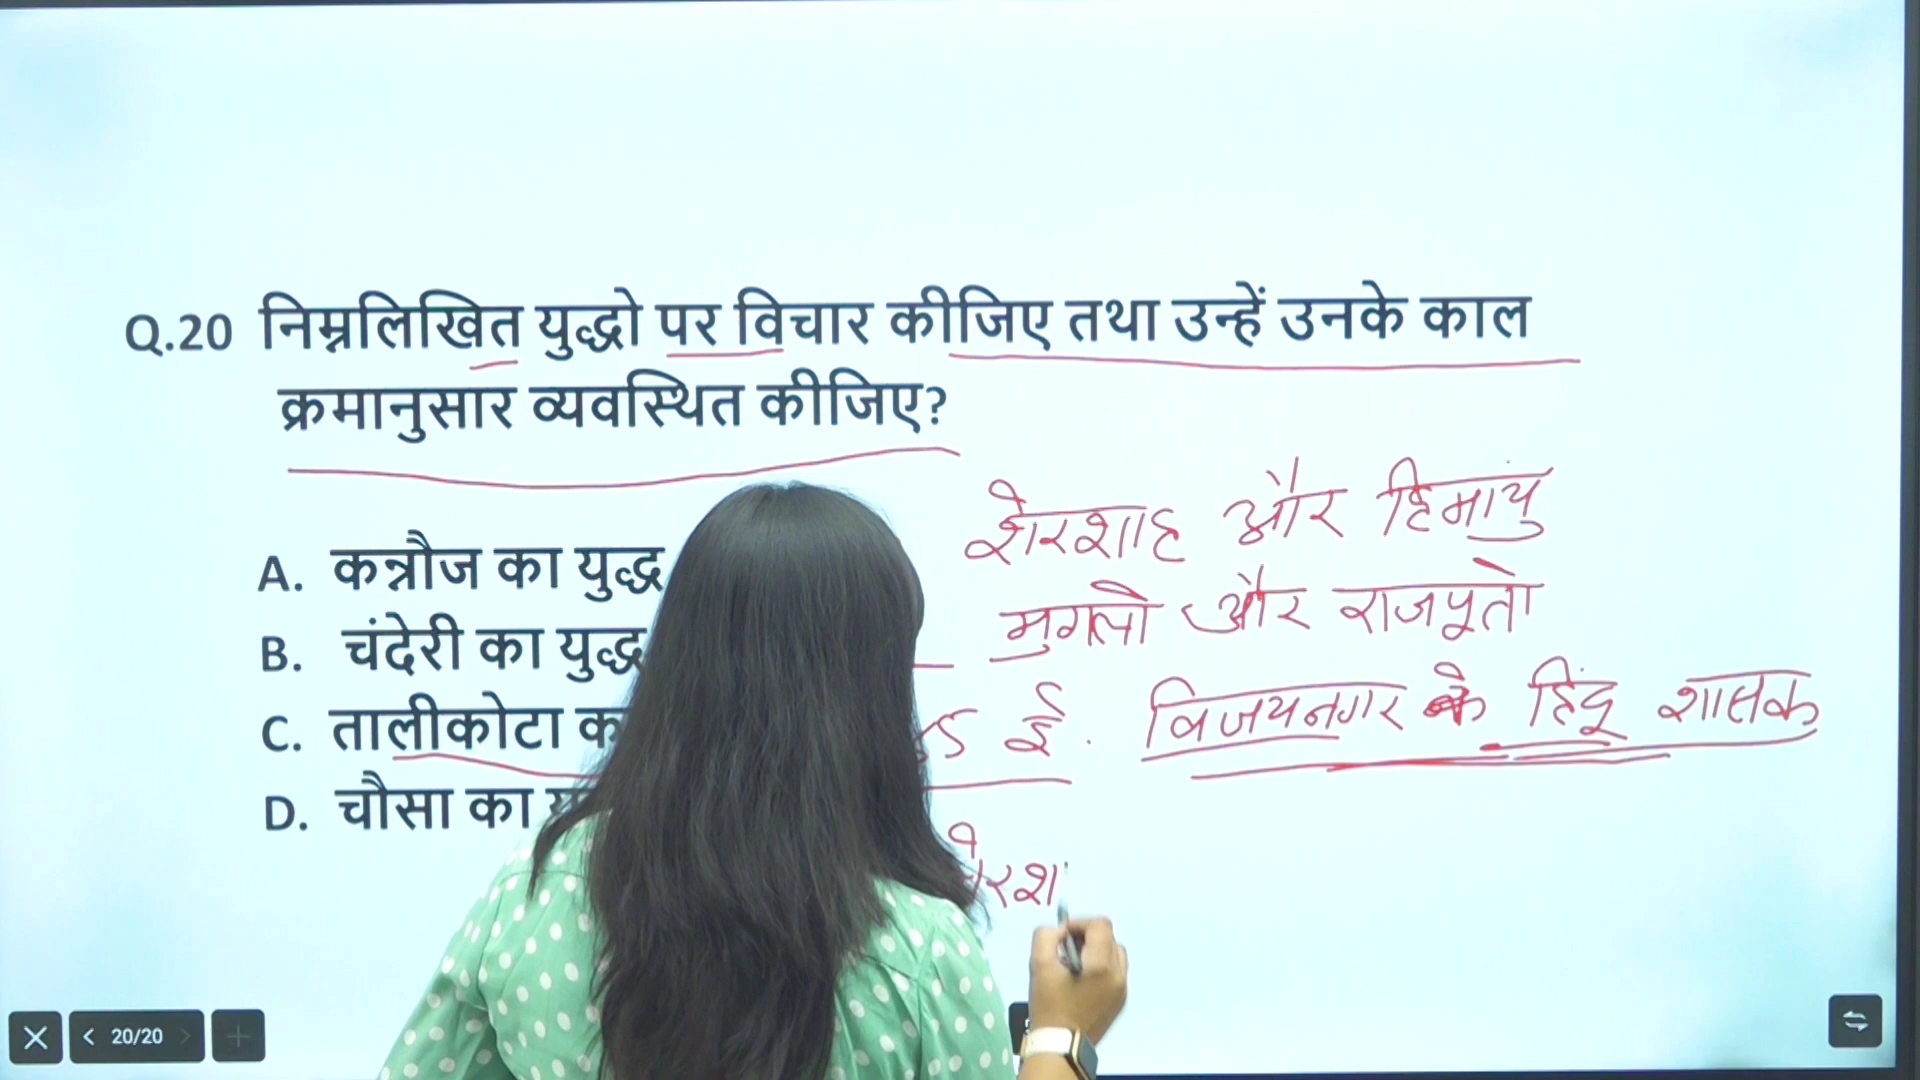 Q.20 निम्नलिखित युद्धो पर विचार कीजिए तथा उन्हें उनके काल
क्रमानुसार व्यवस्थित कीजिए?
A. कन्नौज का युद्ध शेरशाह और हिमायु
B. चंदेरी का युद्ध मुगलो और राजपूतो
C. तालीकोटा ई. विजयनगर के हिंदू शासक
D. चौसा का
20/20